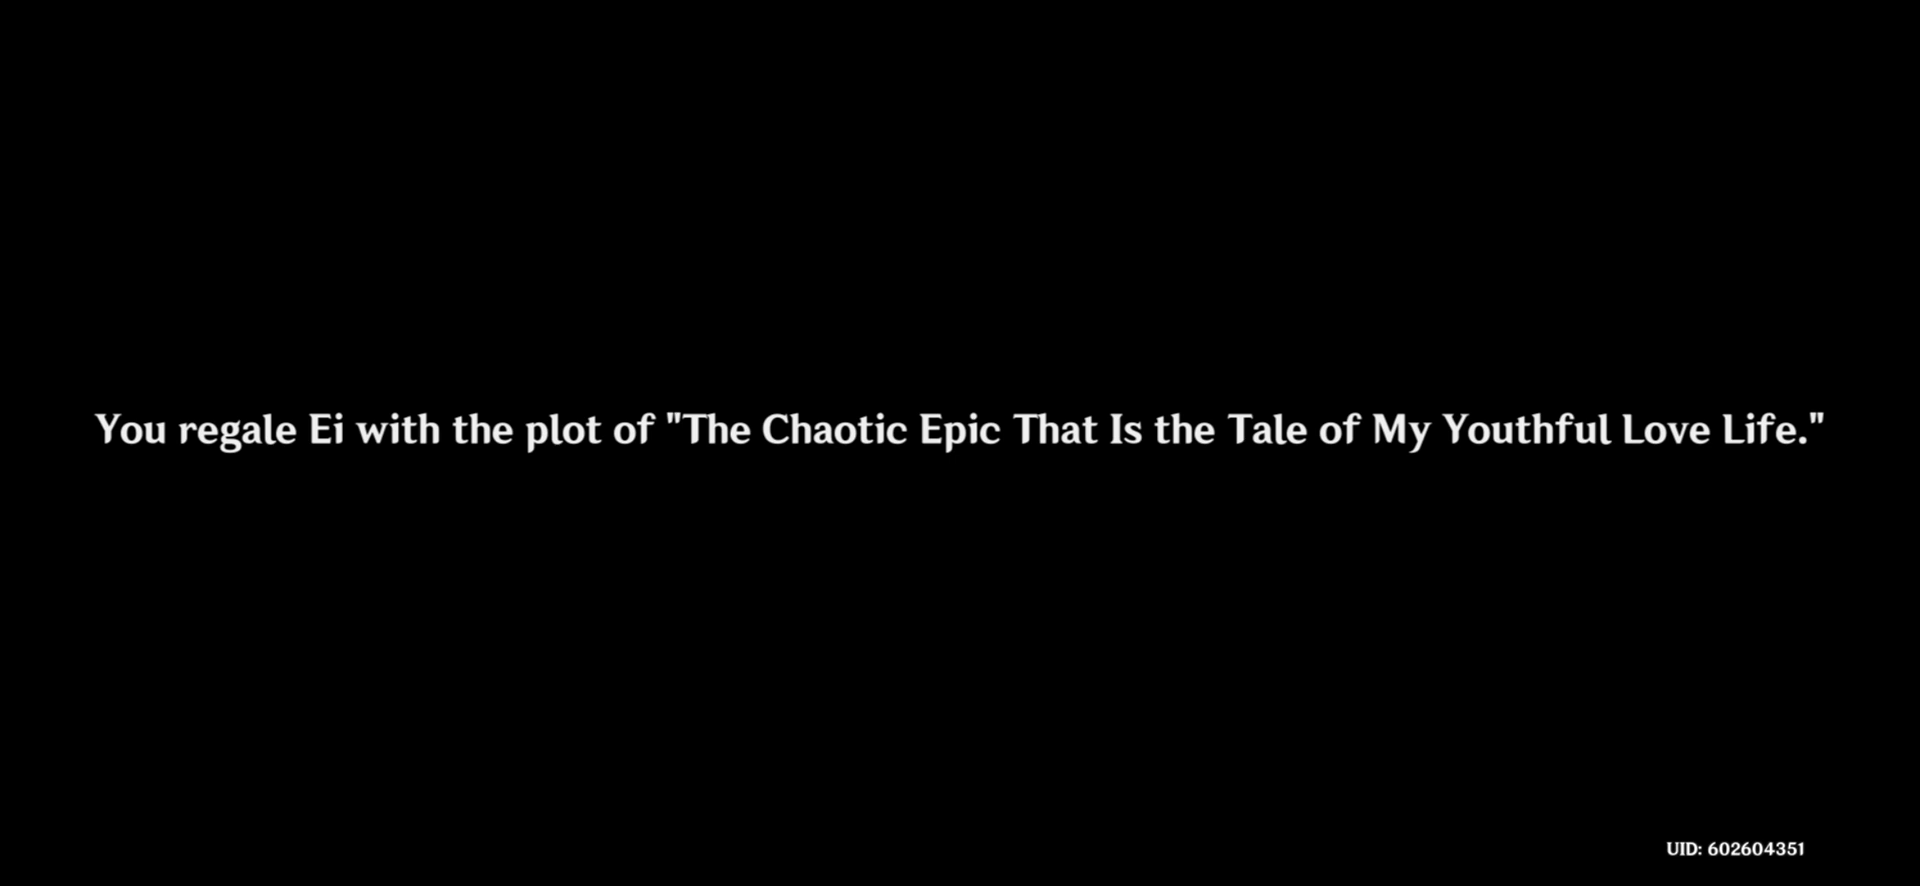 You regale Ei with the plot of "The Chaotic Epic That Is the Tale of My Youthful Love Life."
UID: 602604351